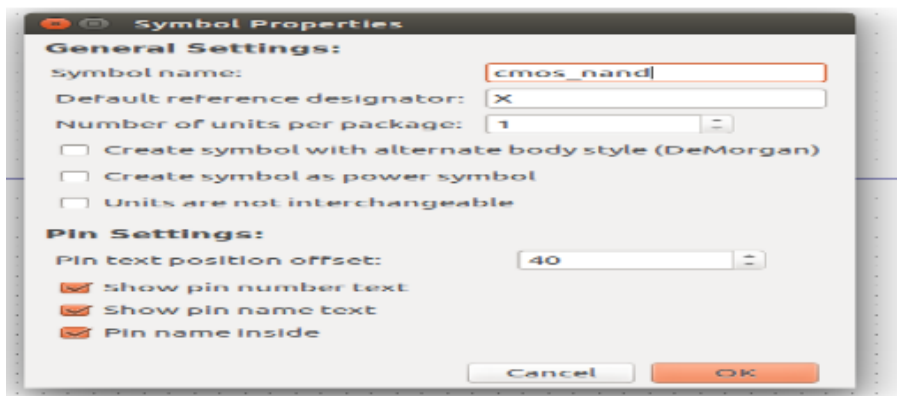 Symbol Properties
General Settings:
Symbol name: cmos_nand
Default reference designator: X
Number of units per package: 1
Create symbol with alternate body style (DeMorgan)
Create symbol as power symbol
Units are not interchangeable
Pin Settings:
Pin text position offset: 40
Show pin number text
Show pin name text
Pin name inside
Cancel OK